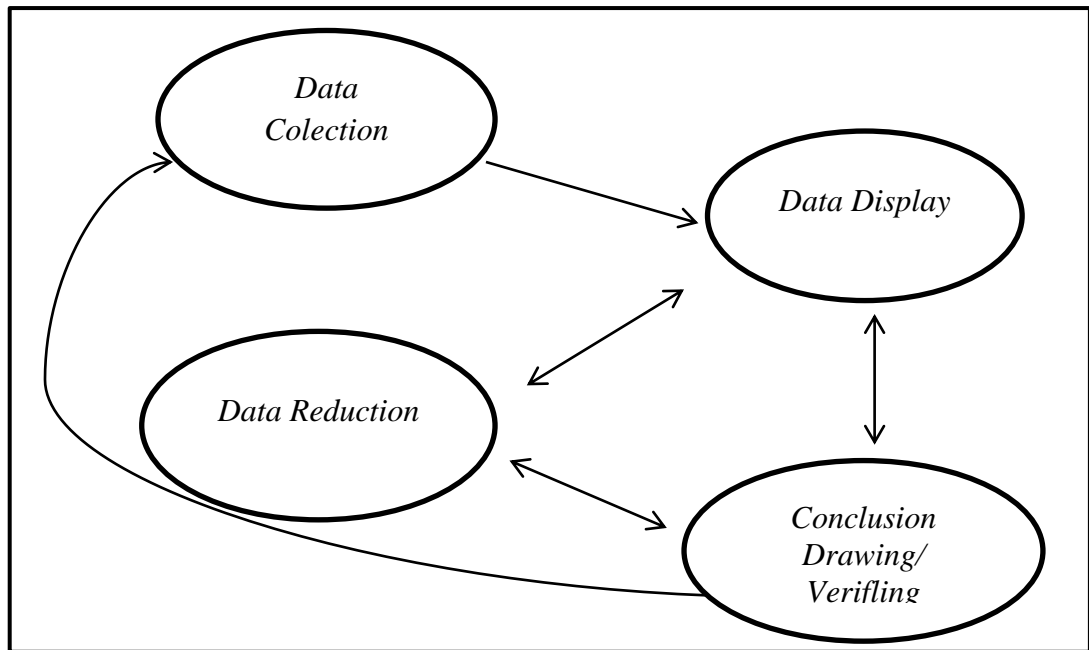 Data
Colection
Data Display
Data Reduction
Conclusion
Drawing/
Verifling